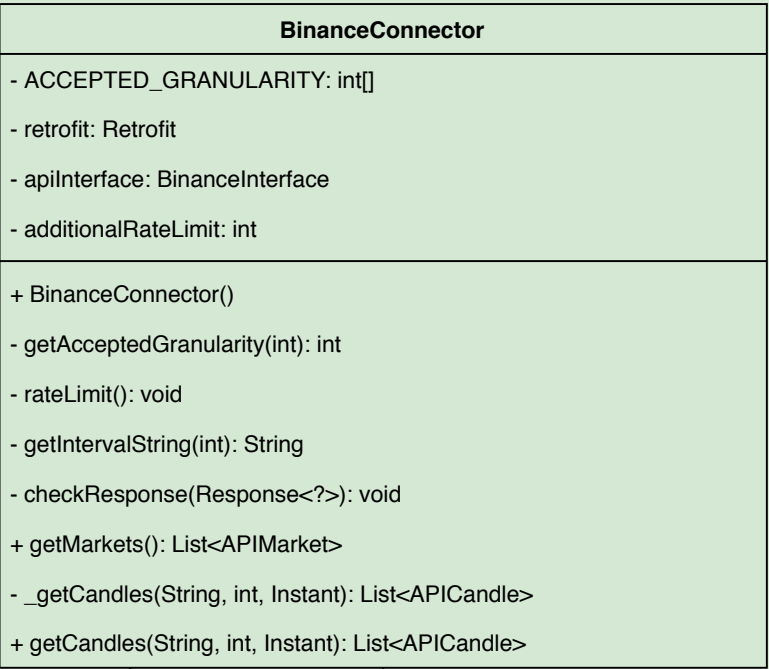 BinanceConnector
- ACCEPTED_GRANULARITY: int[]
- retrofit: Retrofit
- apiInterface: BinanceInterface
- additionalRateLimit: int
+ BinanceConnector()
- getAcceptedGranularity(int): int
- rateLimit(): void
- getIntervalString(int): String
- checkResponse(Response<?>): void
+ getMarkets(): List<APIMarket>
- _getCandles(String, int, Instant): List<APICandle>
+ getCandles(String, int, Instant): List<APICandle>